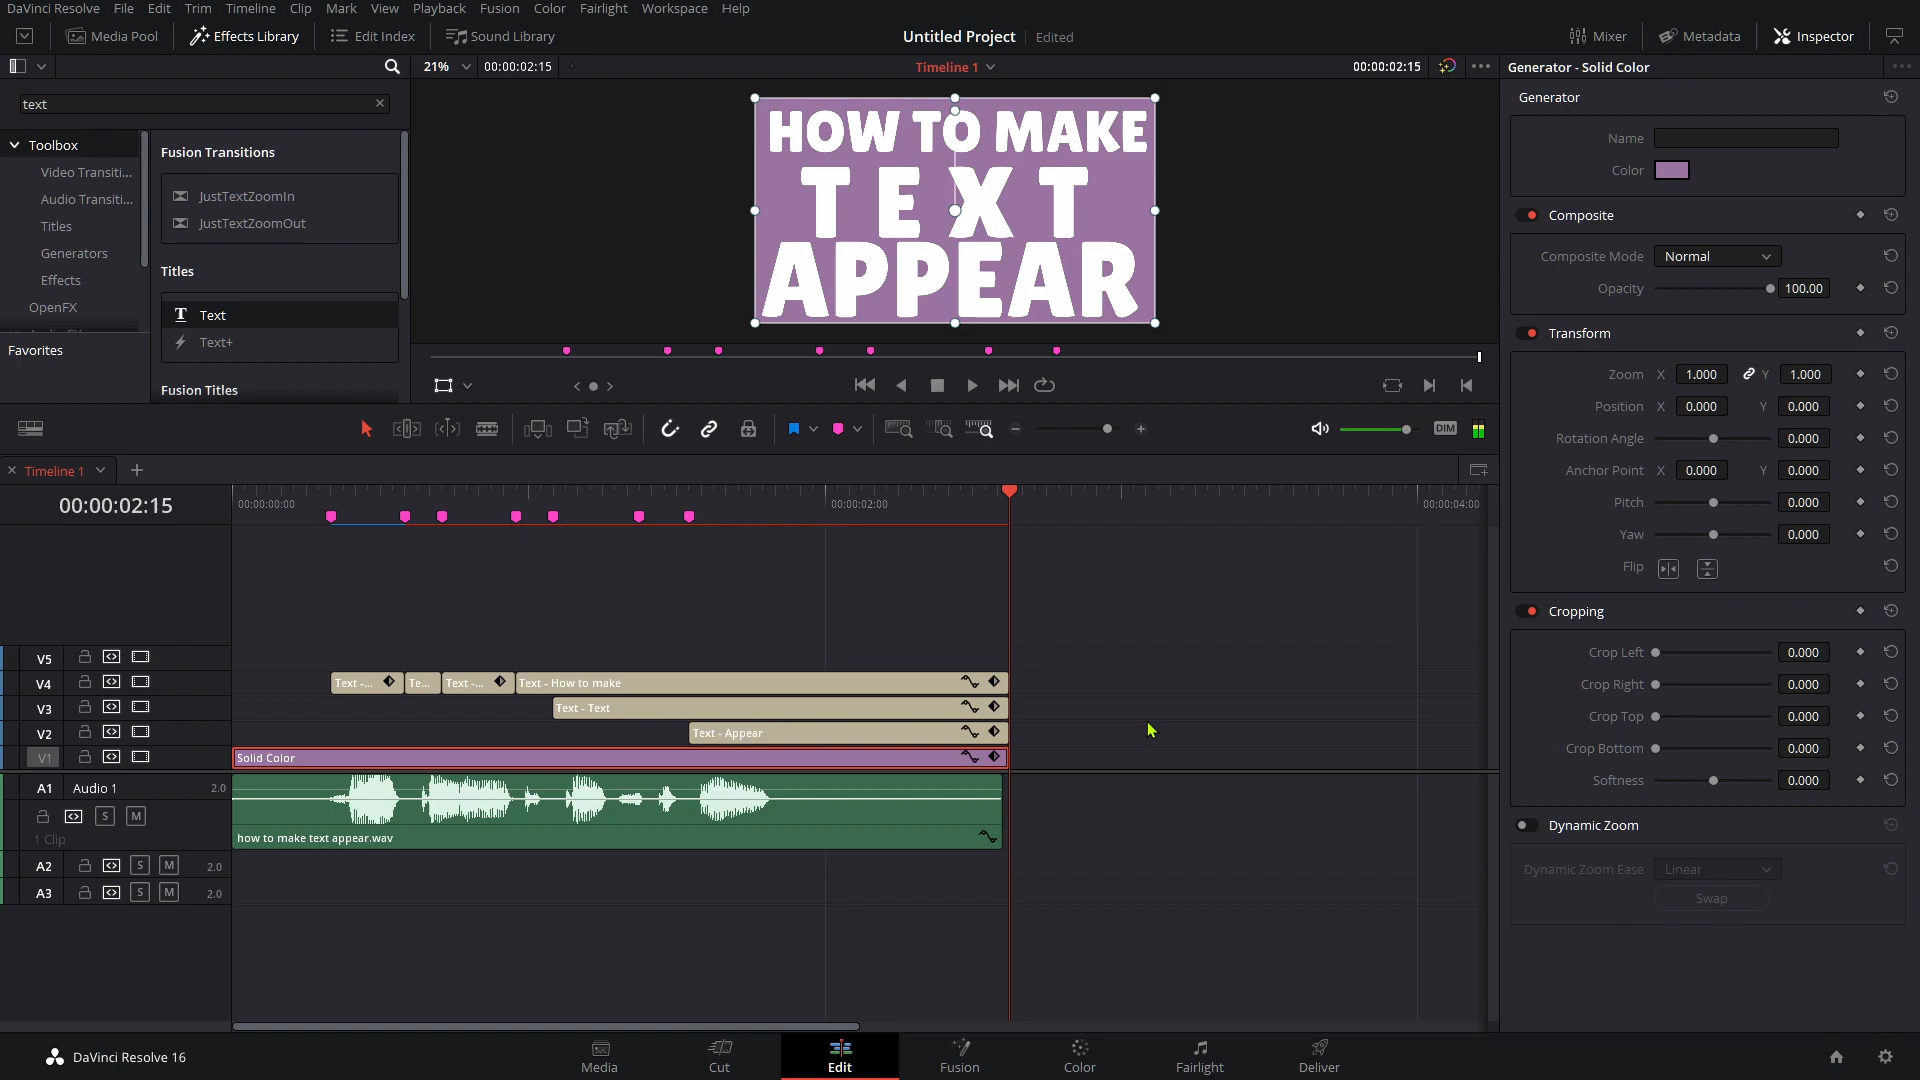 DaVinci Resolve File Edit Trim Timeline Clip Mark View Playback Fusion Color Fairlight Workspace Help
Media Pool Effects Library Edit Index Sound Library Untitled Project Edited Mixer Metadata Inspector
21% 00:00:02:15 Timeline 1 00:00:02:15 Generator - Solid Color
text
Toolbox
Video Transiti...
Audio Transiti...
Titles
Generators
Effects
OpenFX
Favorites
Fusion Transitions
JustTextZoomIn
JustTextZoomOut
Titles
Text
Text+
Fusion Titles
HOW TO MAKE
TEXT
APPEAR
Generator
Name
Color
Composite
Composite Mode Normal
Opacity 100.00
Transform
Zoom X 1.000 Y 1.000
Position X 0.000 Y 0.000
Rotation Angle 0.000
Anchor Point X 0.000 Y 0.000
Pitch 0.000
Yaw 0.000
Flip
Cropping
Crop Left 0.000
Crop Right 0.000
Crop Top 0.000
Crop Bottom 0.000
Softness 0.000
Dynamic Zoom
Dynamic Zoom Ease Linear
Swap
DIM
Timeline 1
00:00:02:15 00:00:00:00 00:00:02:00 00:00:04:00
V5
V4 Text -... Te... Text -... Text - How to make
V3 Text - Text
V2 Text - Appear
V1 Solid Color
A1 Audio 1 2.0
S M
1 Clip how to make text appear.wav
A2 S M 2.0
A3 S M 2.0
DaVinci Resolve 16 Media Cut Edit Fusion Color Fairlight Deliver